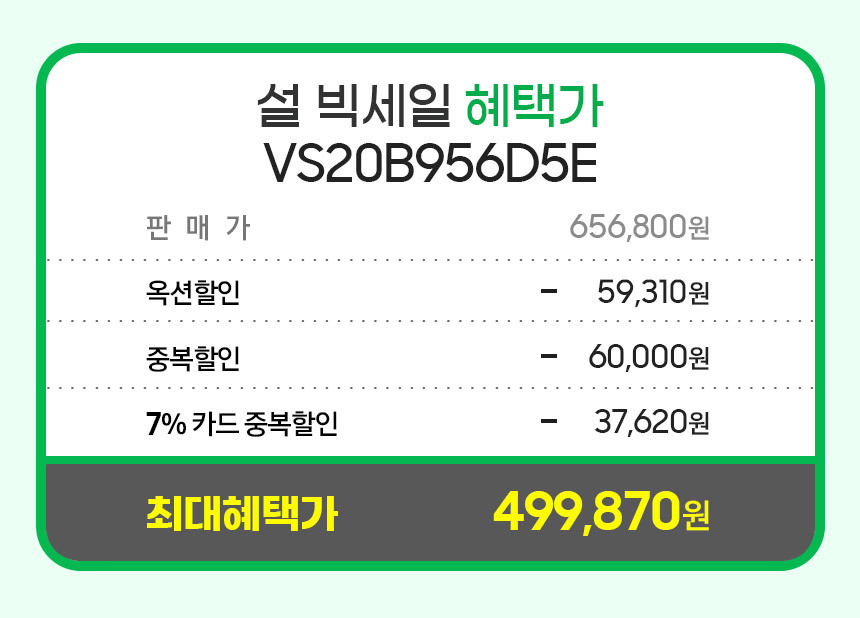 설 빅세일 혜택가
VS20B956D5E
판 매 가 656,800원
옥션할인 - 59,310원
중복할인 - 60,000원
7% 카드 중복할인 - 37,620원
최대혜택가 499,870원